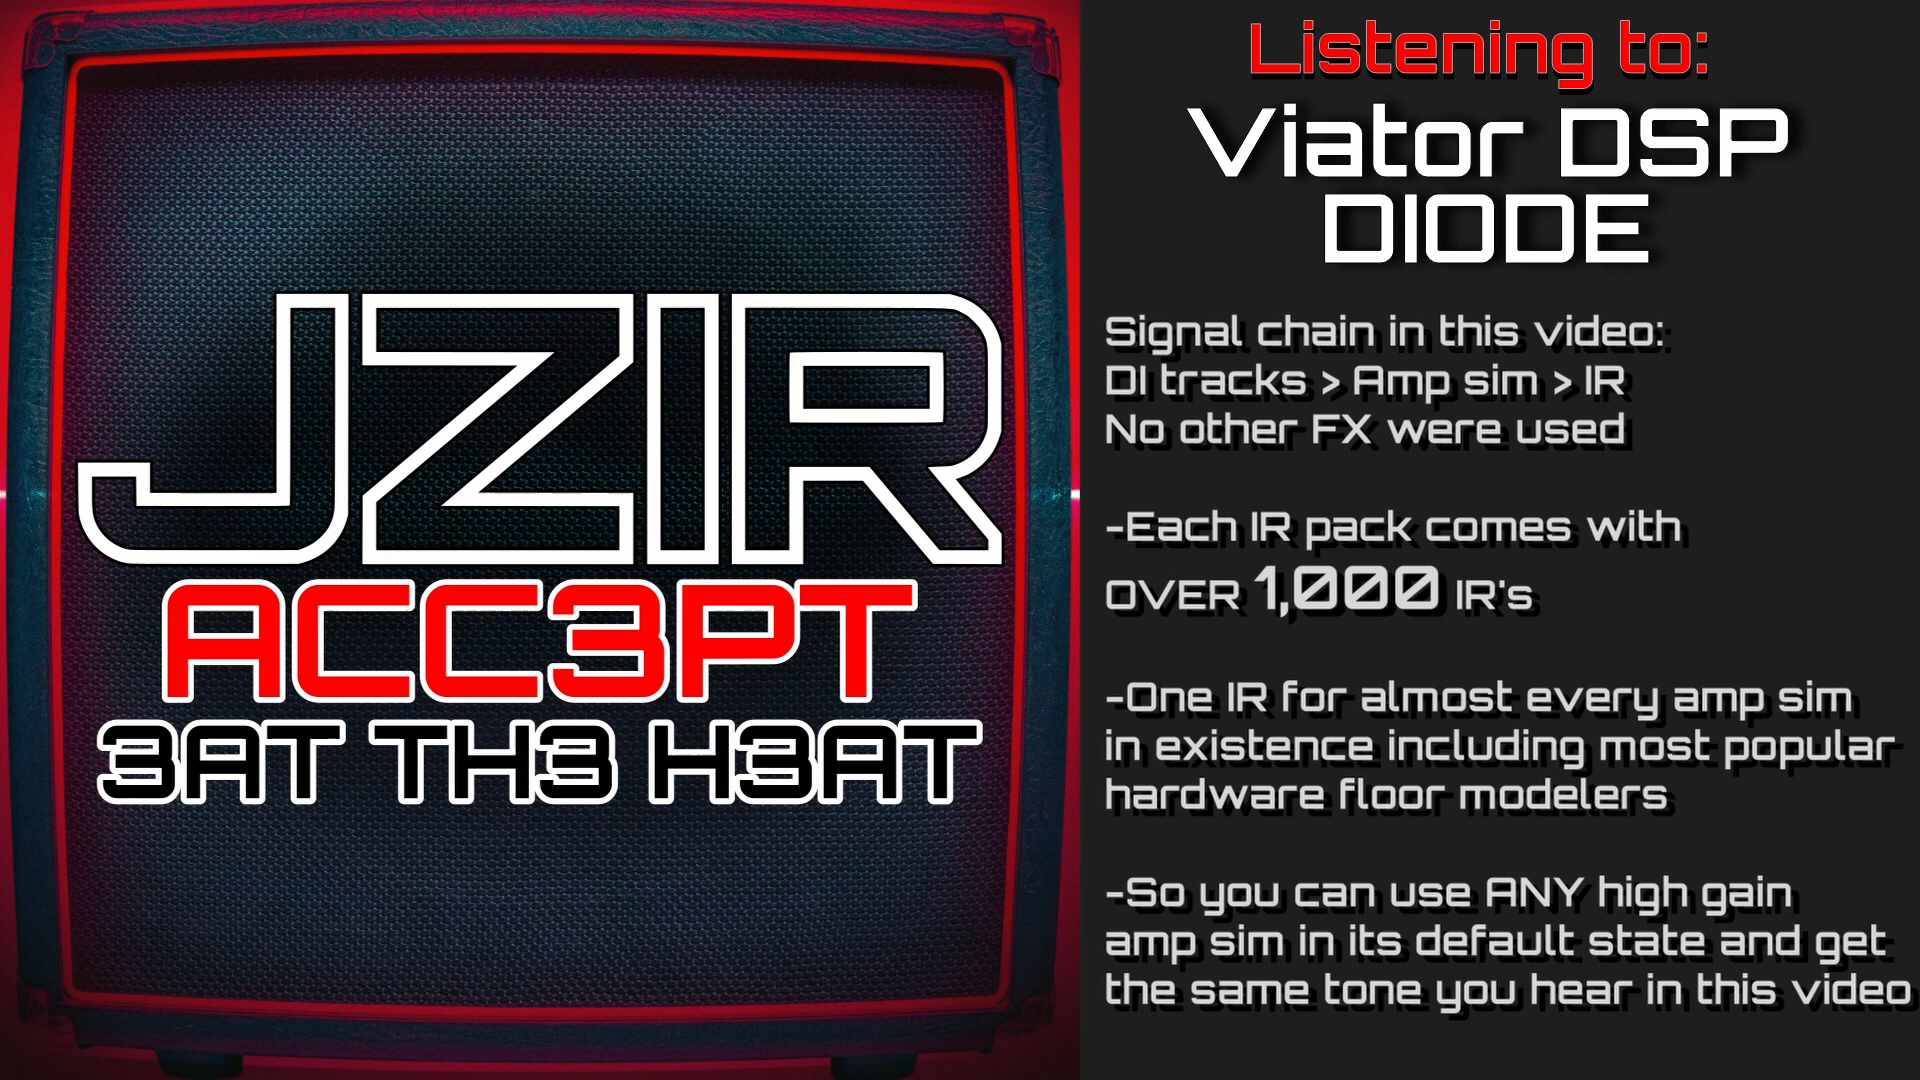 JZIR
ACC3PT
3AT TH3 H3AT
Listening to:
Viator DSP
DIODE
Signal chain in this video:
DI tracks > Amp sim > IR
No other FX were used
-Each IR pack comes with
OVER 1,000 IR's
-One IR for almost every amp sim
in existence including most popular
hardware floor modelers
-So you can use ANY high gain
amp sim in its default state and get
the same tone you hear in this video